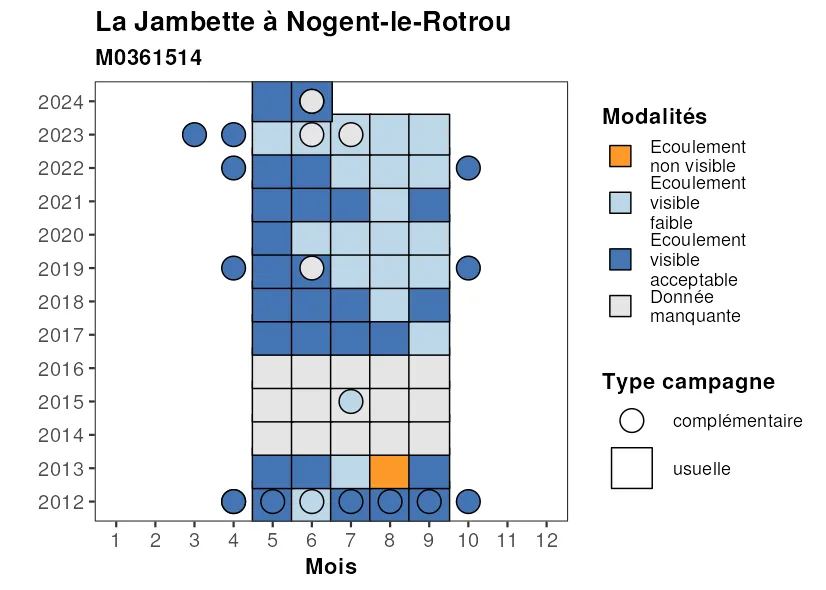 La Jambette à Nogent-le-Rotrou
M0361514
2024
2023
2022
2021
2020
2019
2018
2017
2016
2015
2014
2013
2012
1 2 3 4 5 6 7 8 9 10 11 12
Mois
Modalités
Ecoulement
non visible
Ecoulement
visible
faible
Ecoulement
visible
acceptable
Donnée
manquante
Type campagne
complémentaire
usuelle